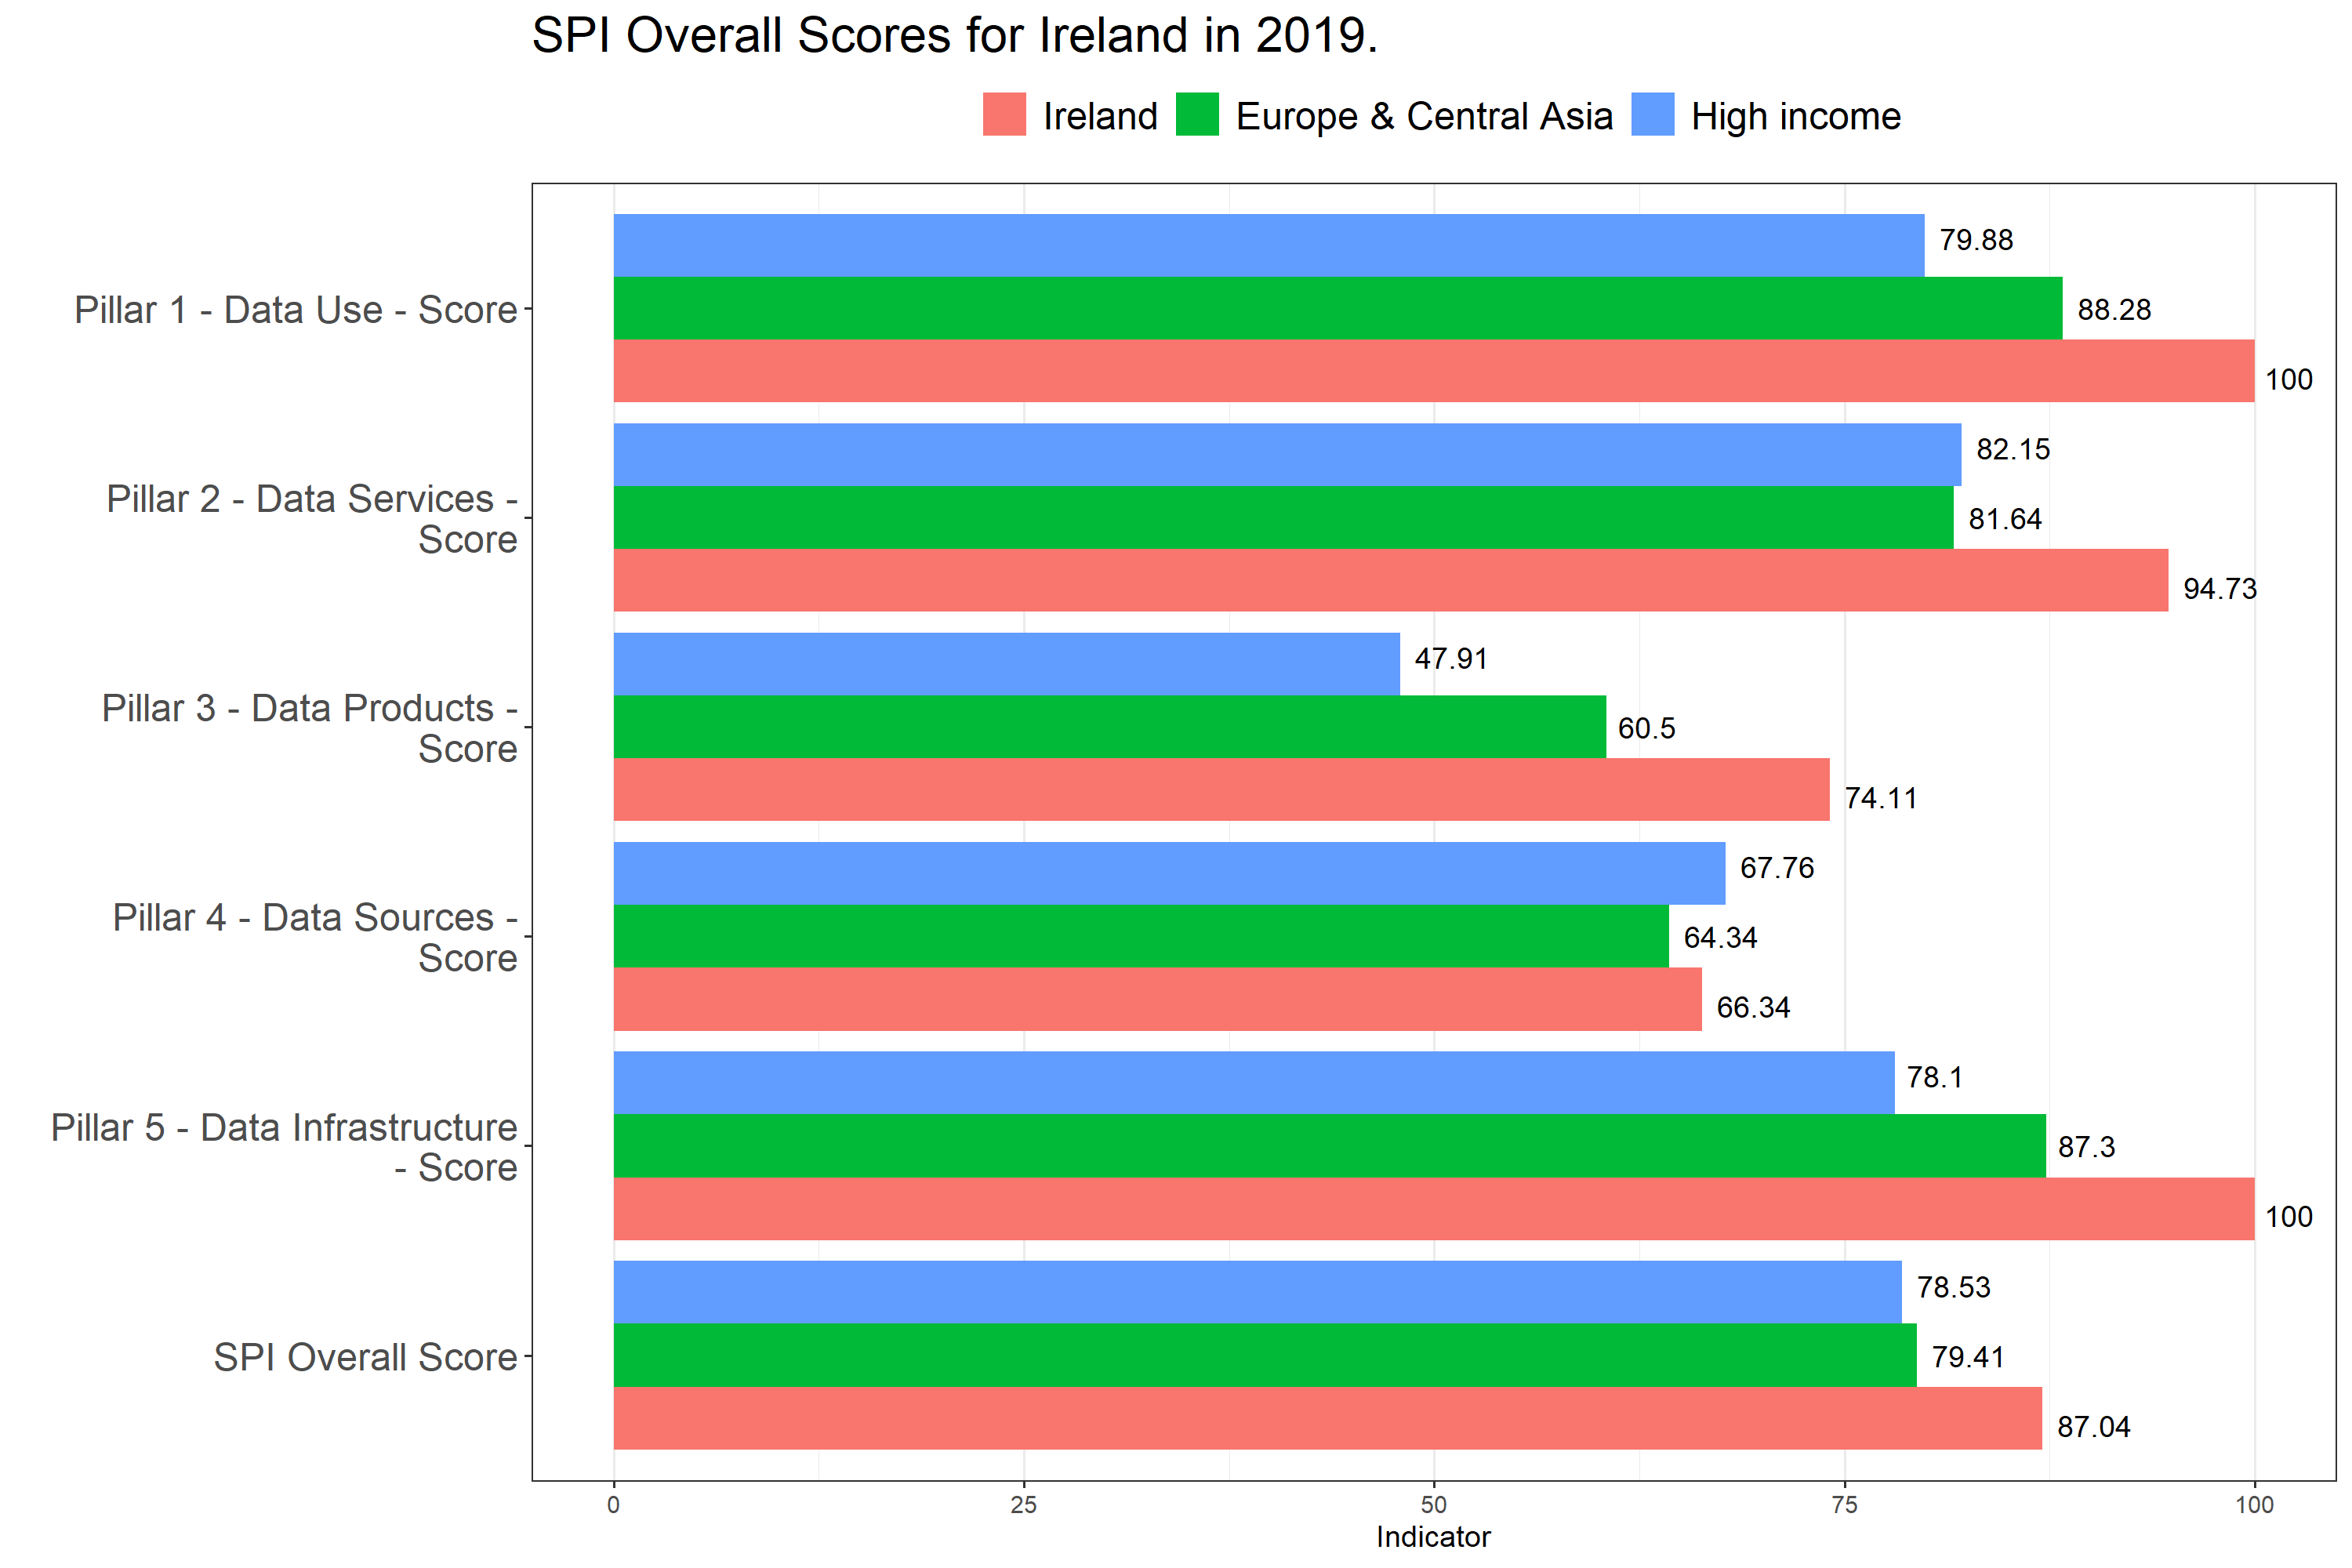 SPI Overall Scores for Ireland in 2019.
Ireland Europe & Central Asia High income
Pillar 1 - Data Use - Score
79.88
88.28
100
Pillar 2 - Data Services -
Score
82.15
81.64
94.73
Pillar 3 - Data Products -
Score
47.91
60.5
74.11
Pillar 4 - Data Sources -
Score
67.76
64.34
66.34
Pillar 5 - Data Infrastructure
- Score
78.1
87.3
100
SPI Overall Score
78.53
79.41
87.04
0 25 50 75 100
Indicator